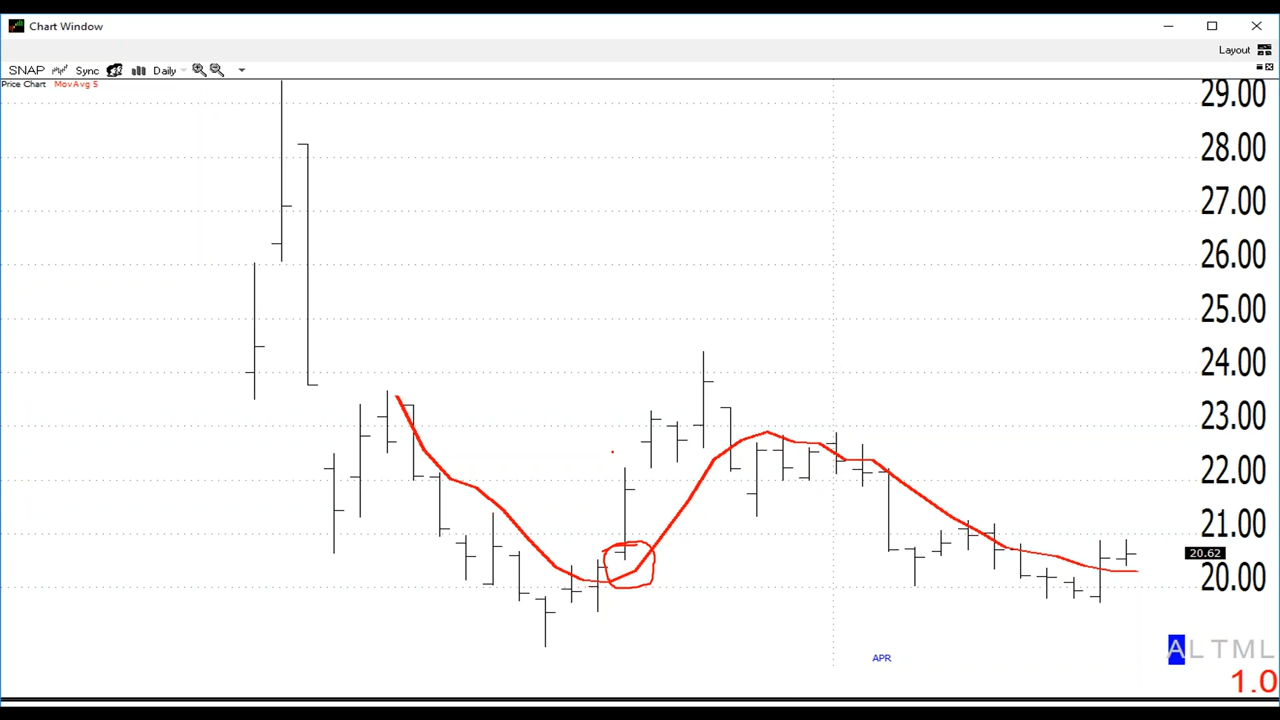 Chart Window
Layout
SNAP Sync Daily
Price Chart MovAvg 5
29.00
28.00
27.00
26.00
25.00
24.00
23.00
22.00
21.00
20.62
20.00
APR
ALTML
1.0